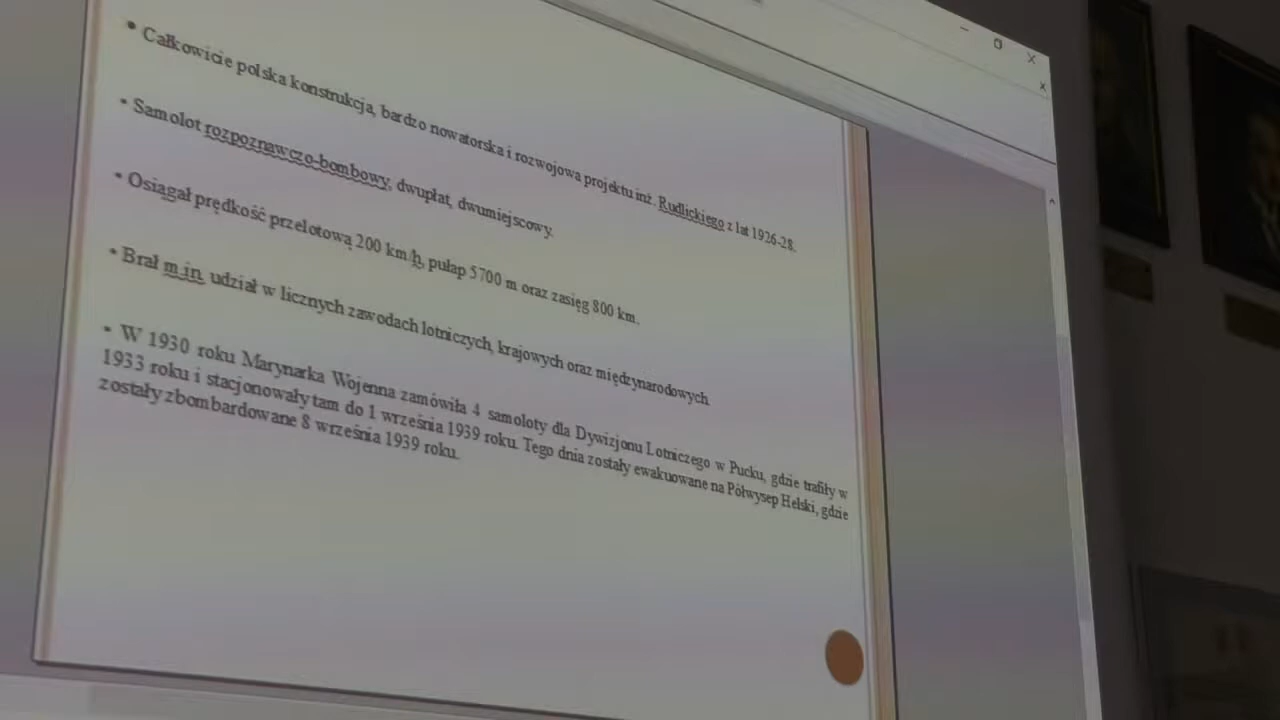 • Całkowicie polska konstrukcja, bardzo nowatorska i rozwojowa projektu inż. Rudlickiego z lat 1926-28.
• Samolot rozpoznawczo-bombowy, dwupłat, dwumiejscowy.
• Osiągał prędkość przelotową 200 km/h, pułap 5700 m oraz zasięg 800 km.
• Brał m.in. udział w licznych zawodach lotniczych, krajowych oraz międzynarodowych.
• W 1930 roku Marynarka Wojenna zamówiła 4 samoloty dla Dywizjonu Lotniczego w Pucku, gdzie trafiły w
1933 roku i stacjonowały tam do 1 września 1939 roku. Tego dnia zostały ewakuowane na Półwysep Helski, gdzie
zostały zbombardowane 8 września 1939 roku.